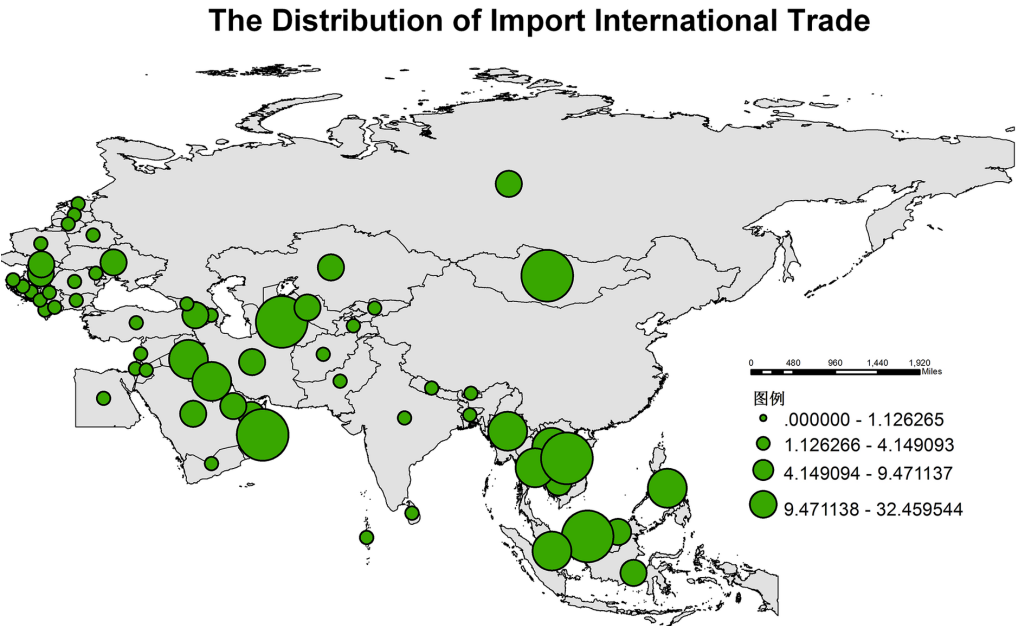 The Distribution of Import International Trade
0 480 960 1,440 1,920
Miles
图例
.000000 - 1.126265
1.126266 - 4.149093
4.149094 - 9.471137
9.471138 - 32.459544